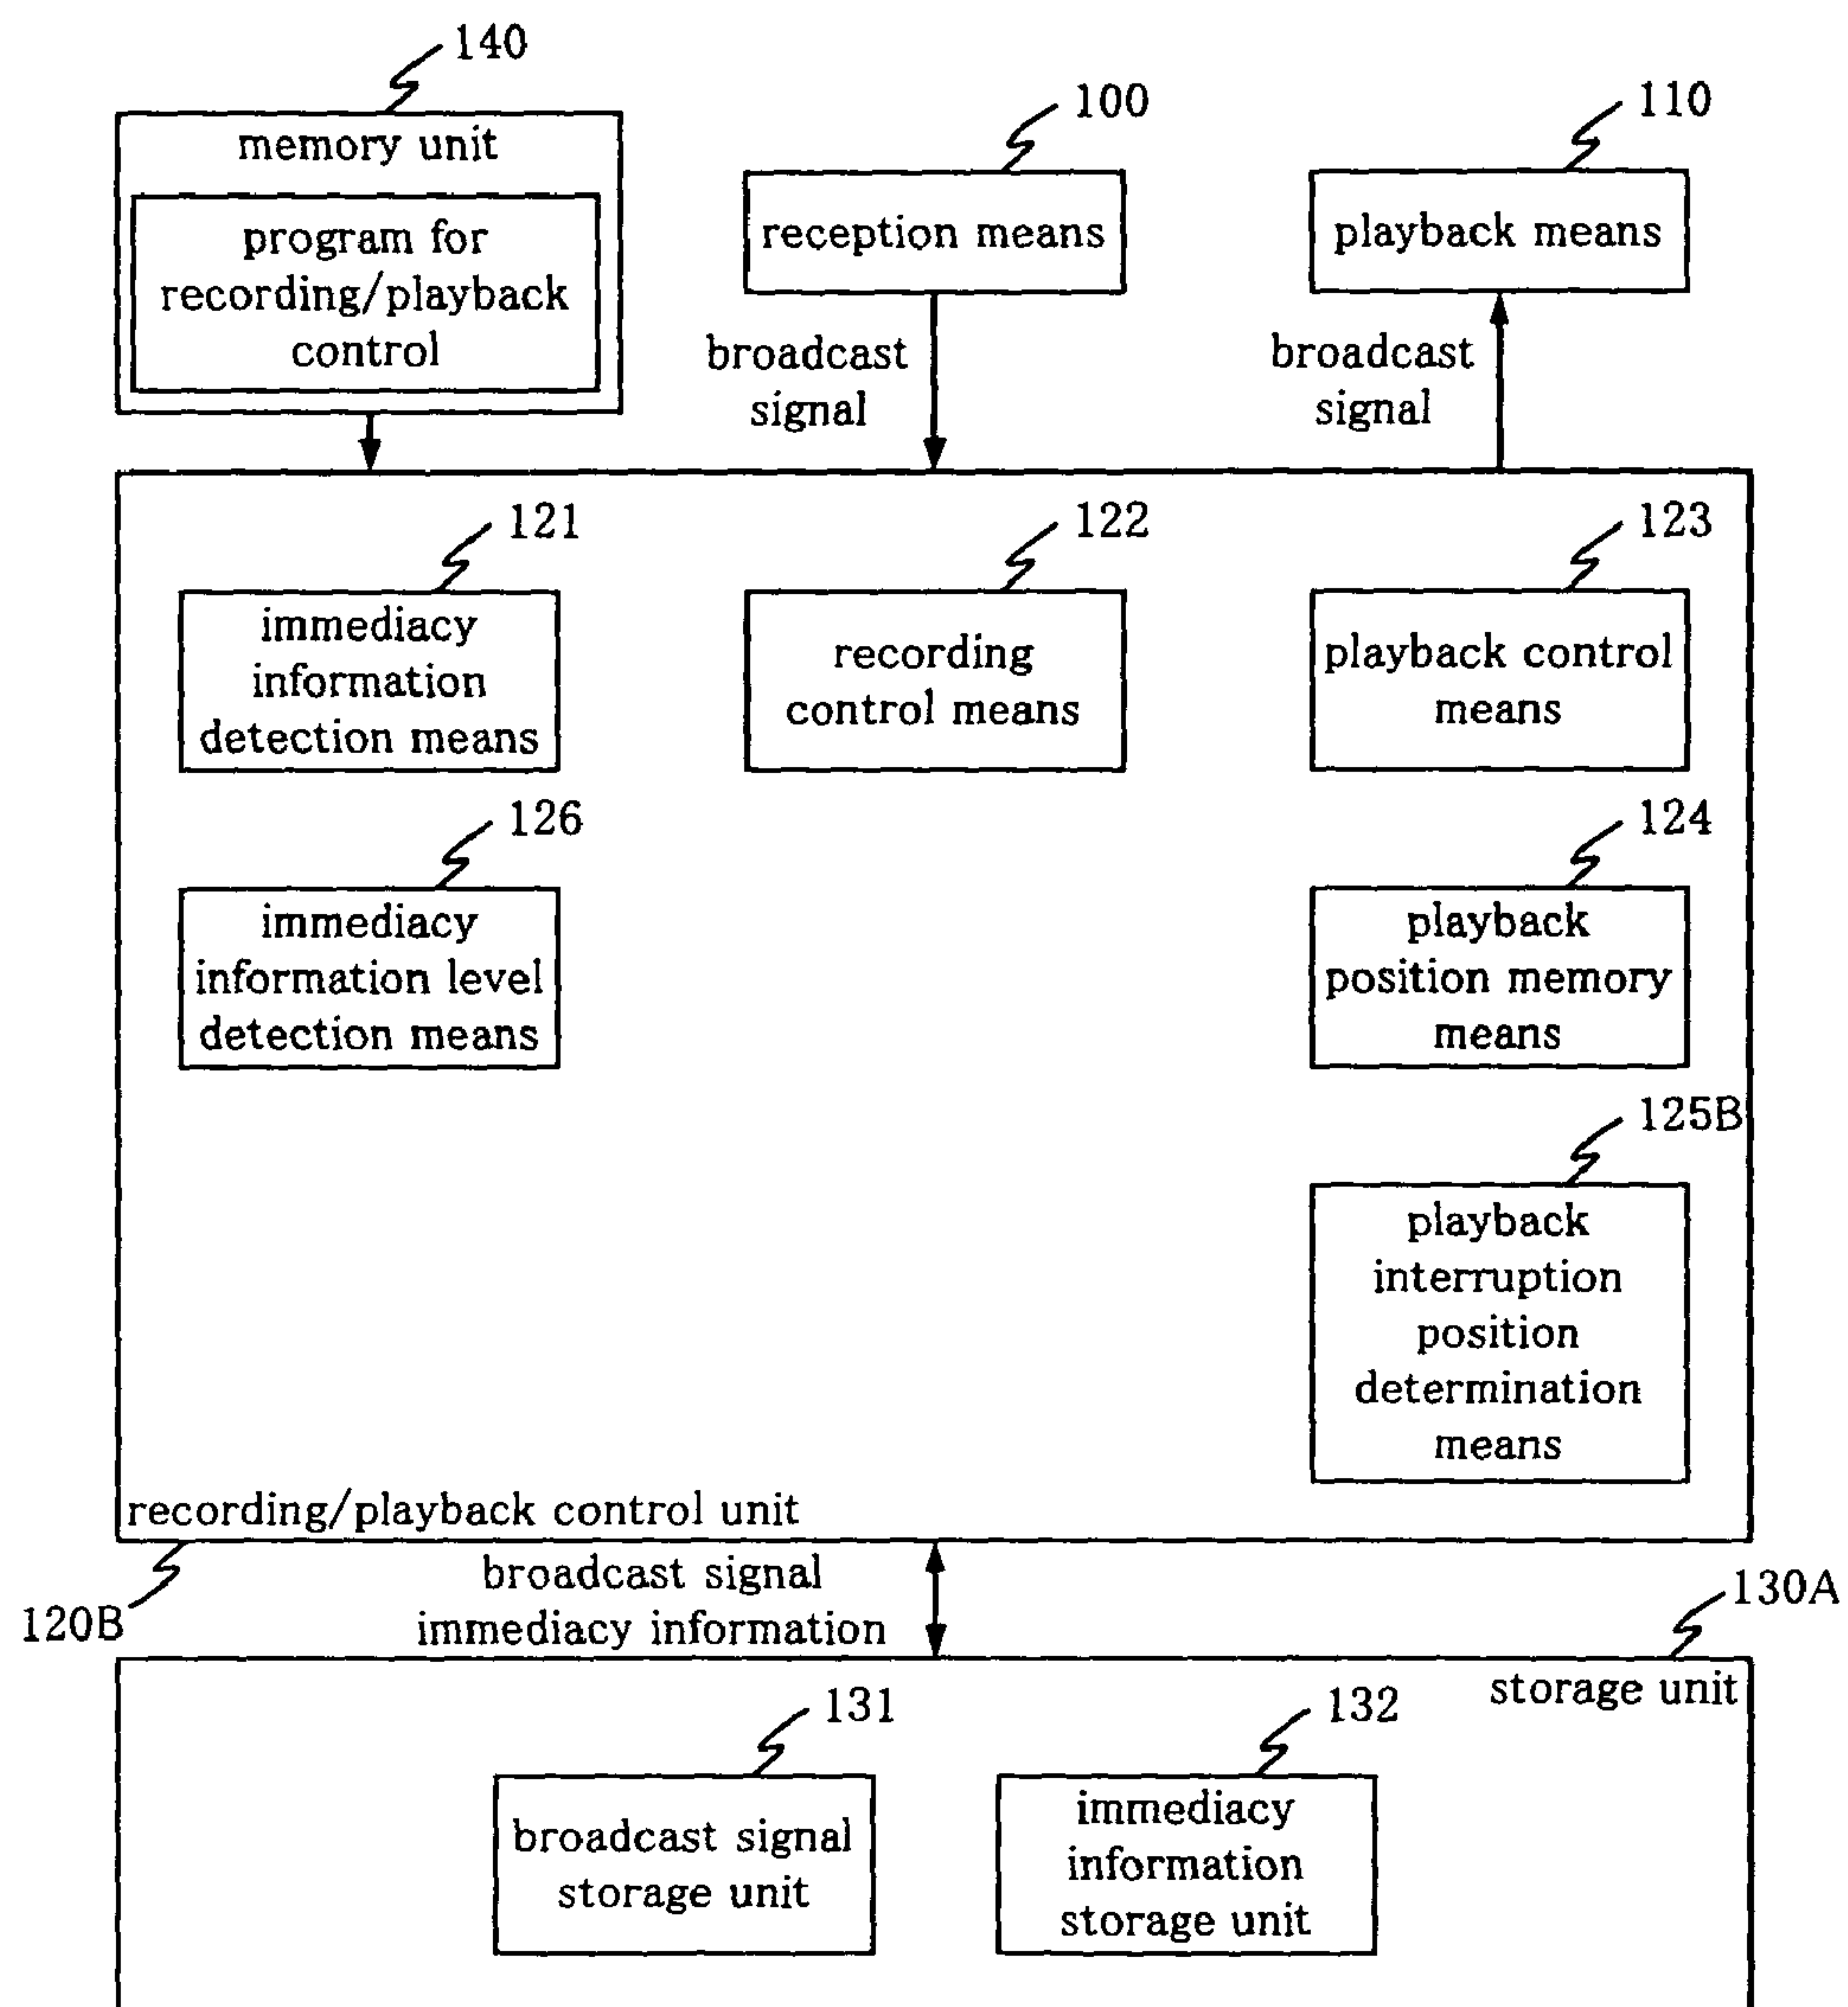 140
memory unit
program for
recording/playback
control
100
reception means
110
playback means
broadcast
signal
broadcast
signal
121
immediacy
information
detection means
122
recording
control means
123
playback control
means
126
immediacy
information level
detection means
124
playback
position memory
means
125B
playback
interruption
position
determination
means
recording/playback control unit
120B
broadcast signal
immediacy information
130A
storage unit
131
broadcast signal
storage unit
132
immediacy
information
storage unit